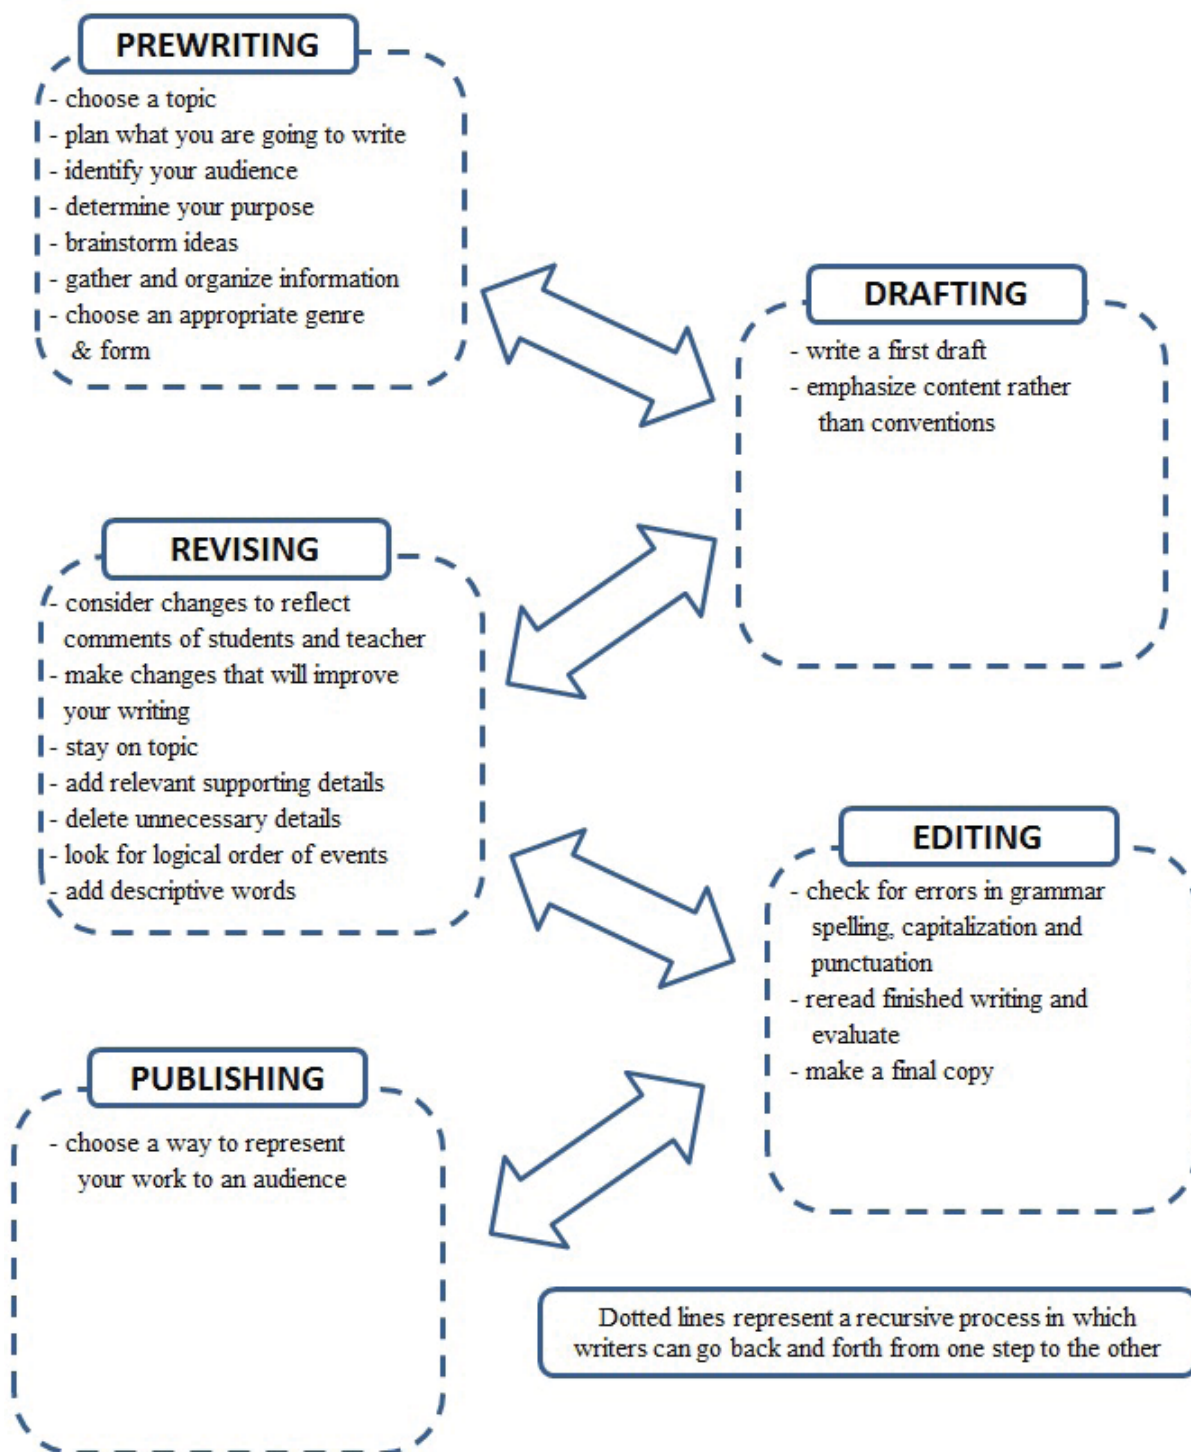 PREWRITING
- choose a topic
- plan what you are going to write
- identify your audience
- determine your purpose
- brainstorm ideas
- gather and organize information
- choose an appropriate genre
& form
DRAFTING
- write a first draft
- emphasize content rather
than conventions
REVISING
- consider changes to reflect
comments of students and teacher
- make changes that will improve
your writing
- stay on topic
- add relevant supporting details
- delete unnecessary details
- look for logical order of events
- add descriptive words
EDITING
- check for errors in grammar
spelling, capitalization and
punctuation
- reread finished writing and
evaluate
- make a final copy
PUBLISHING
- choose a way to represent
your work to an audience
Dotted lines represent a recursive process in which
writers can go back and forth from one step to the other